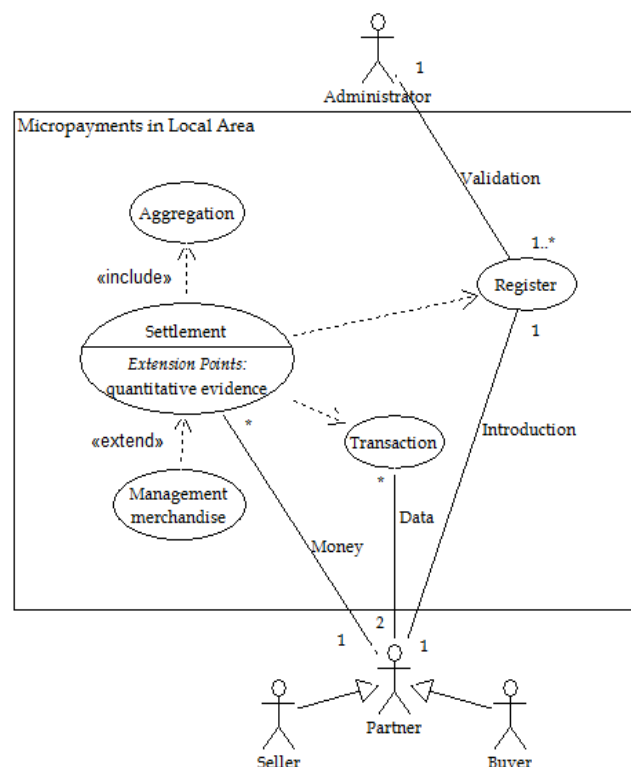 1
Administrator
Micropayments in Local Area
Validation
Aggregation
1..*
«include»
Register
Settlement
1
Extension Points:
quantitative evidence
*
Transaction
Introduction
«extend»
*
Management
merchandise
Data
Money
2
1
1
Partner
Seller
Buyer